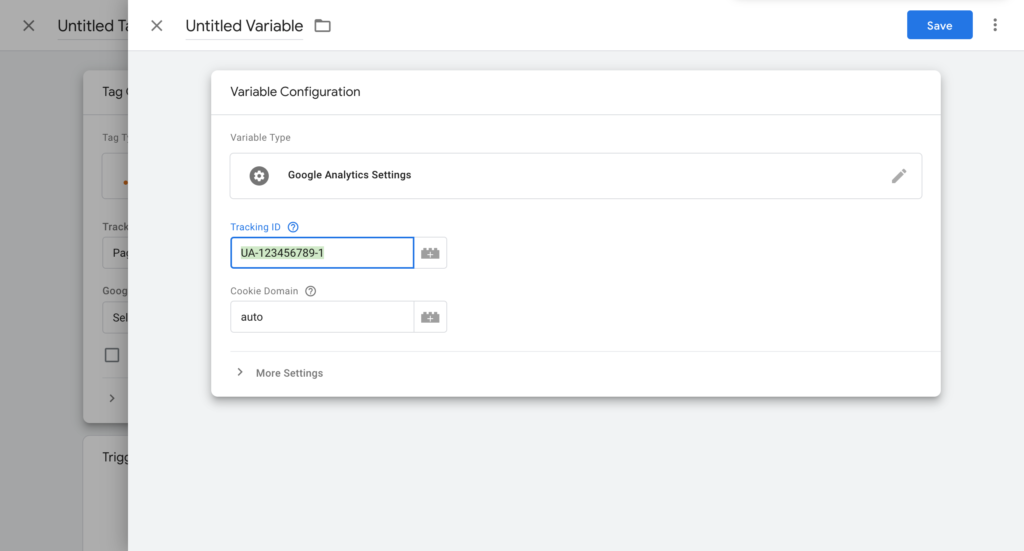 Untitled Ta
Untitled Variable
Save
Tag
Variable Configuration
Tag Ty
Variable Type
Google Analytics Settings
Track
Tracking ID
Pag
UA-123456789-1
Goog
Cookie Domain
Sel
auto
More Settings
Trigg